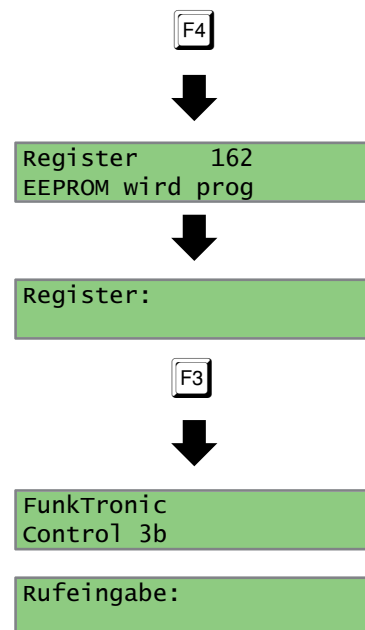 F4
Register 162
EEPROM wird prog
Register:
F3
FunkTronic
Control 3b
Rufeingabe: